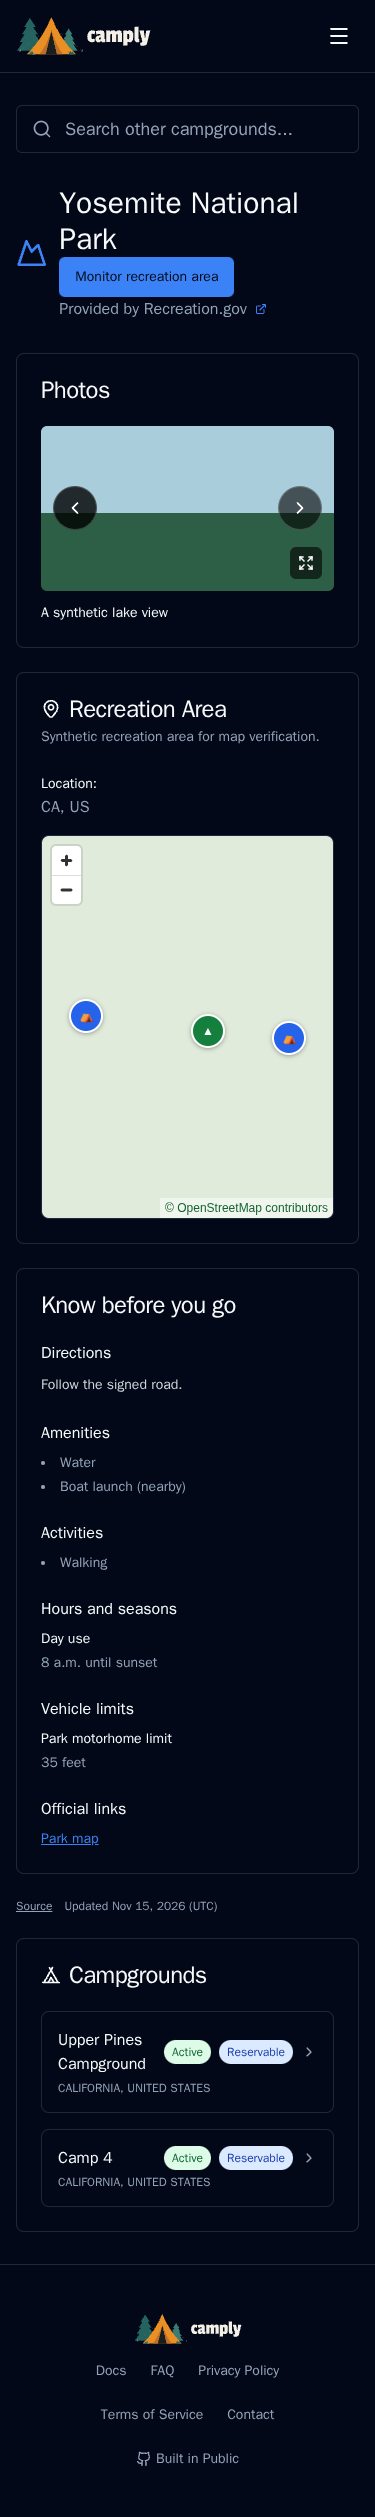 camply
Search other campgrounds...
Yosemite National
Park
Monitor recreation area
Provided by Recreation.gov
Photos
A synthetic lake view
Recreation Area
Synthetic recreation area for map verification.
Location:
CA, US
+
−
© OpenStreetMap contributors
Know before you go
Directions
Follow the signed road.
Amenities
• Water
• Boat launch (nearby)
Activities
• Walking
Hours and seasons
Day use
8 a.m. until sunset
Vehicle limits
Park motorhome limit
35 feet
Official links
Park map
Source Updated Nov 15, 2026 (UTC)
Campgrounds
Upper Pines
Campground
Active Reservable
CALIFORNIA, UNITED STATES
Camp 4 Active Reservable
CALIFORNIA, UNITED STATES
camply
Docs FAQ Privacy Policy
Terms of Service Contact
Built in Public